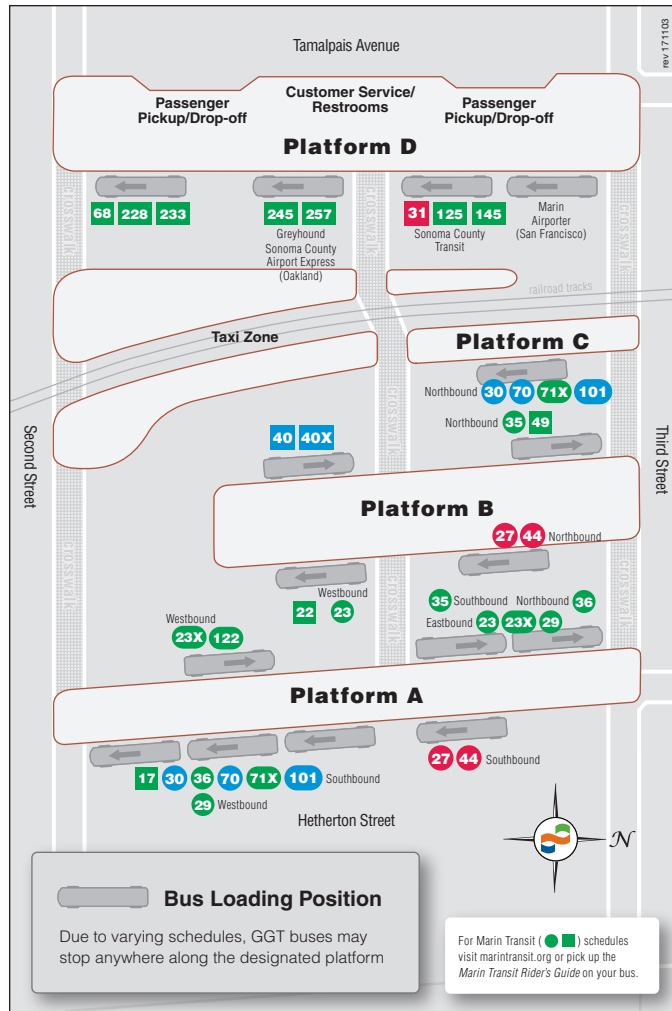 rev 171103
Tamalpais Avenue
Passenger
Pickup/Drop-off
Customer Service/
Restrooms
Passenger
Pickup/Drop-off
Platform D
68 228 233
245 257
Greyhound
Sonoma County
Airport Express
(Oakland)
31 125 145
Sonoma County
Transit
Marin
Airporter
(San Francisco)
crosswalk
crosswalk
crosswalk
railroad tracks
Taxi Zone
Platform C
Northbound 30 70 71X 101
Northbound 35 49
40 40X
crosswalk
Second Street
Third Street
Platform B
27 44 Northbound
crosswalk
crosswalk
crosswalk
Westbound
22 23
35 Southbound Northbound 36
Eastbound 23 23X 29
Westbound
23X 122
Platform A
17 30 36 70 71X 101 Southbound
29 Westbound
27 44 Southbound
Hetherton Street
N
Bus Loading Position
Due to varying schedules, GGT buses may
stop anywhere along the designated platform
For Marin Transit ( ) schedules
visit marintransit.org or pick up the
Marin Transit Rider's Guide on your bus.